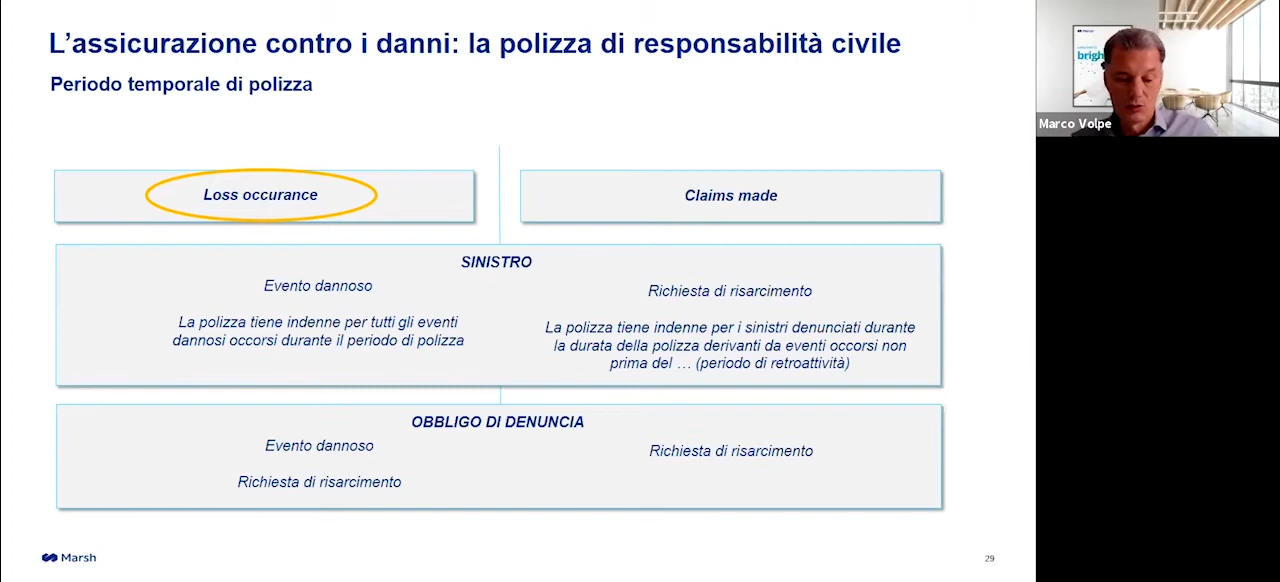 L'assicurazione contro i danni: la polizza di responsabilità civile
Periodo temporale di polizza
Loss occurance
Claims made
SINISTRO
Evento dannoso
La polizza tiene indenne per tutti gli eventi
dannosi occorsi durante il periodo di polizza
Richiesta di risarcimento
La polizza tiene indenne per i sinistri denunciati durante
la durata della polizza derivanti da eventi occorsi non
prima del … (periodo di retroattività)
OBBLIGO DI DENUNCIA
Evento dannoso
Richiesta di risarcimento
Richiesta di risarcimento
Marsh
29
brigh
Marco Volpe